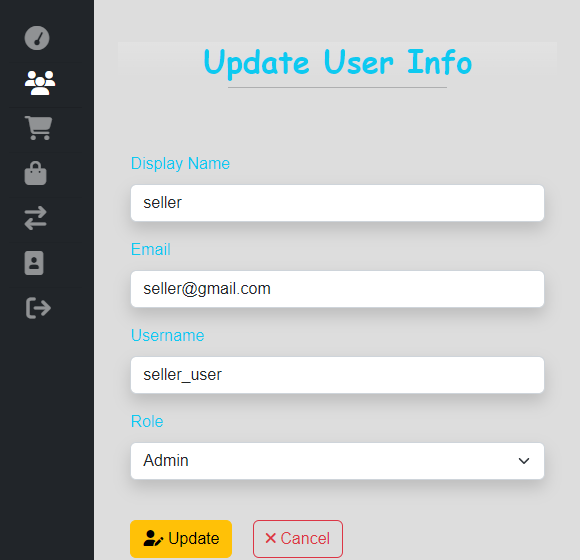 Update User Info
Display Name
seller
Email
seller@gmail.com
Username
seller_user
Role
Admin
Update
Cancel